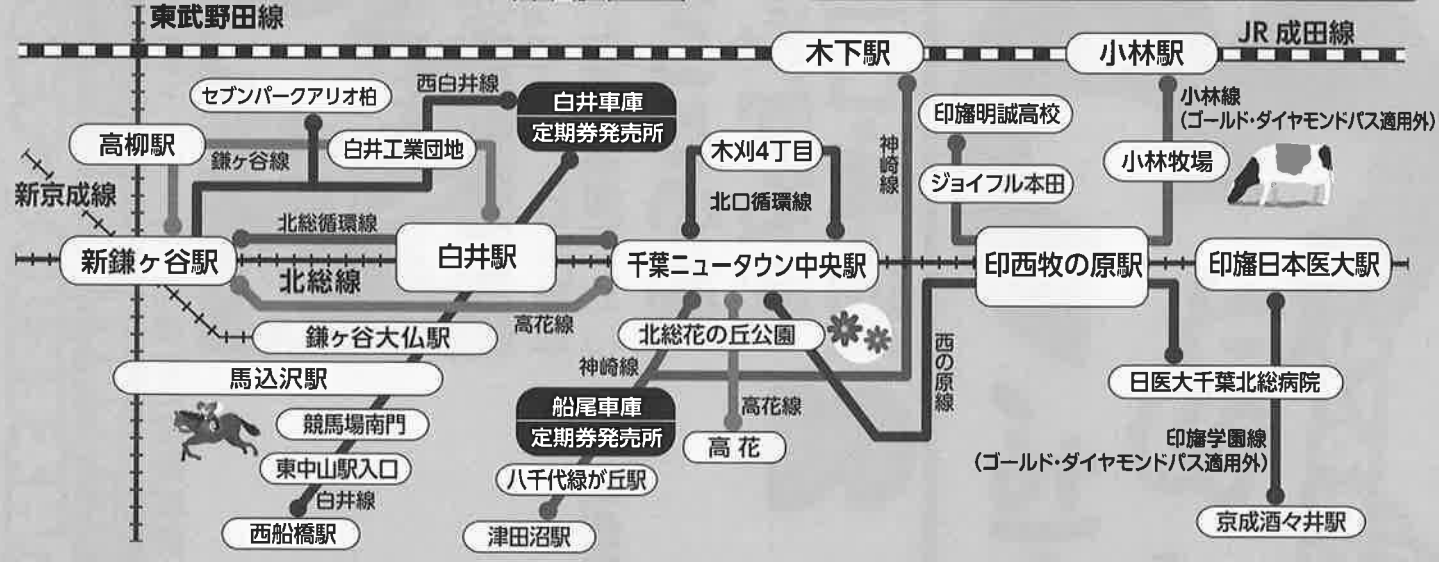 東武野田線
JR 成田線
木下駅
小林駅
セブンパークアリオ柏
西白井線
白井車庫
定期券発売所
小林線
(ゴールド・ダイヤモンドパス適用外)
印旛明誠高校
高柳駅
鎌ヶ谷線
白井工業団地
木刈4丁目
神崎線
小林牧場
ジョイフル本田
新京成線
北口循環線
北総循環線
新鎌ヶ谷駅
北総線
白井駅
千葉ニュータウン中央駅
印西牧の原駅
印旛日本医大駅
高花線
鎌ヶ谷大仏駅
北総花の丘公園
西の原線
神崎線
馬込沢駅
日医大千葉北総病院
船尾車庫
定期券発売所
高花線
競馬場南門
高花
印旛学園線
(ゴールド・ダイヤモンドパス適用外)
東中山駅入口
八千代緑が丘駅
白井線
西船橋駅
津田沼駅
京成酒々井駅